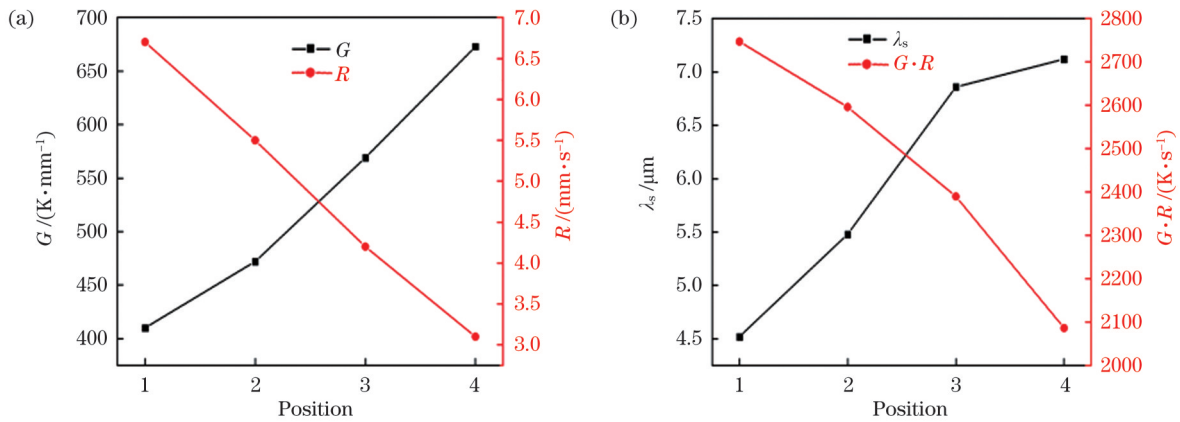 (a)
700
650
600
550
500
450
400
G /(K·mm⁻¹)
G
R
7.0
6.5
6.0
5.5
5.0
4.5
4.0
3.5
3.0
R /(mm·s⁻¹)
1 2 3 4
Position
(b)
7.5
7.0
6.5
6.0
5.5
5.0
4.5
λs /μm
λs
G·R
2800
2700
2600
2500
2400
2300
2200
2100
2000
G·R /(K·s⁻¹)
1 2 3 4
Position